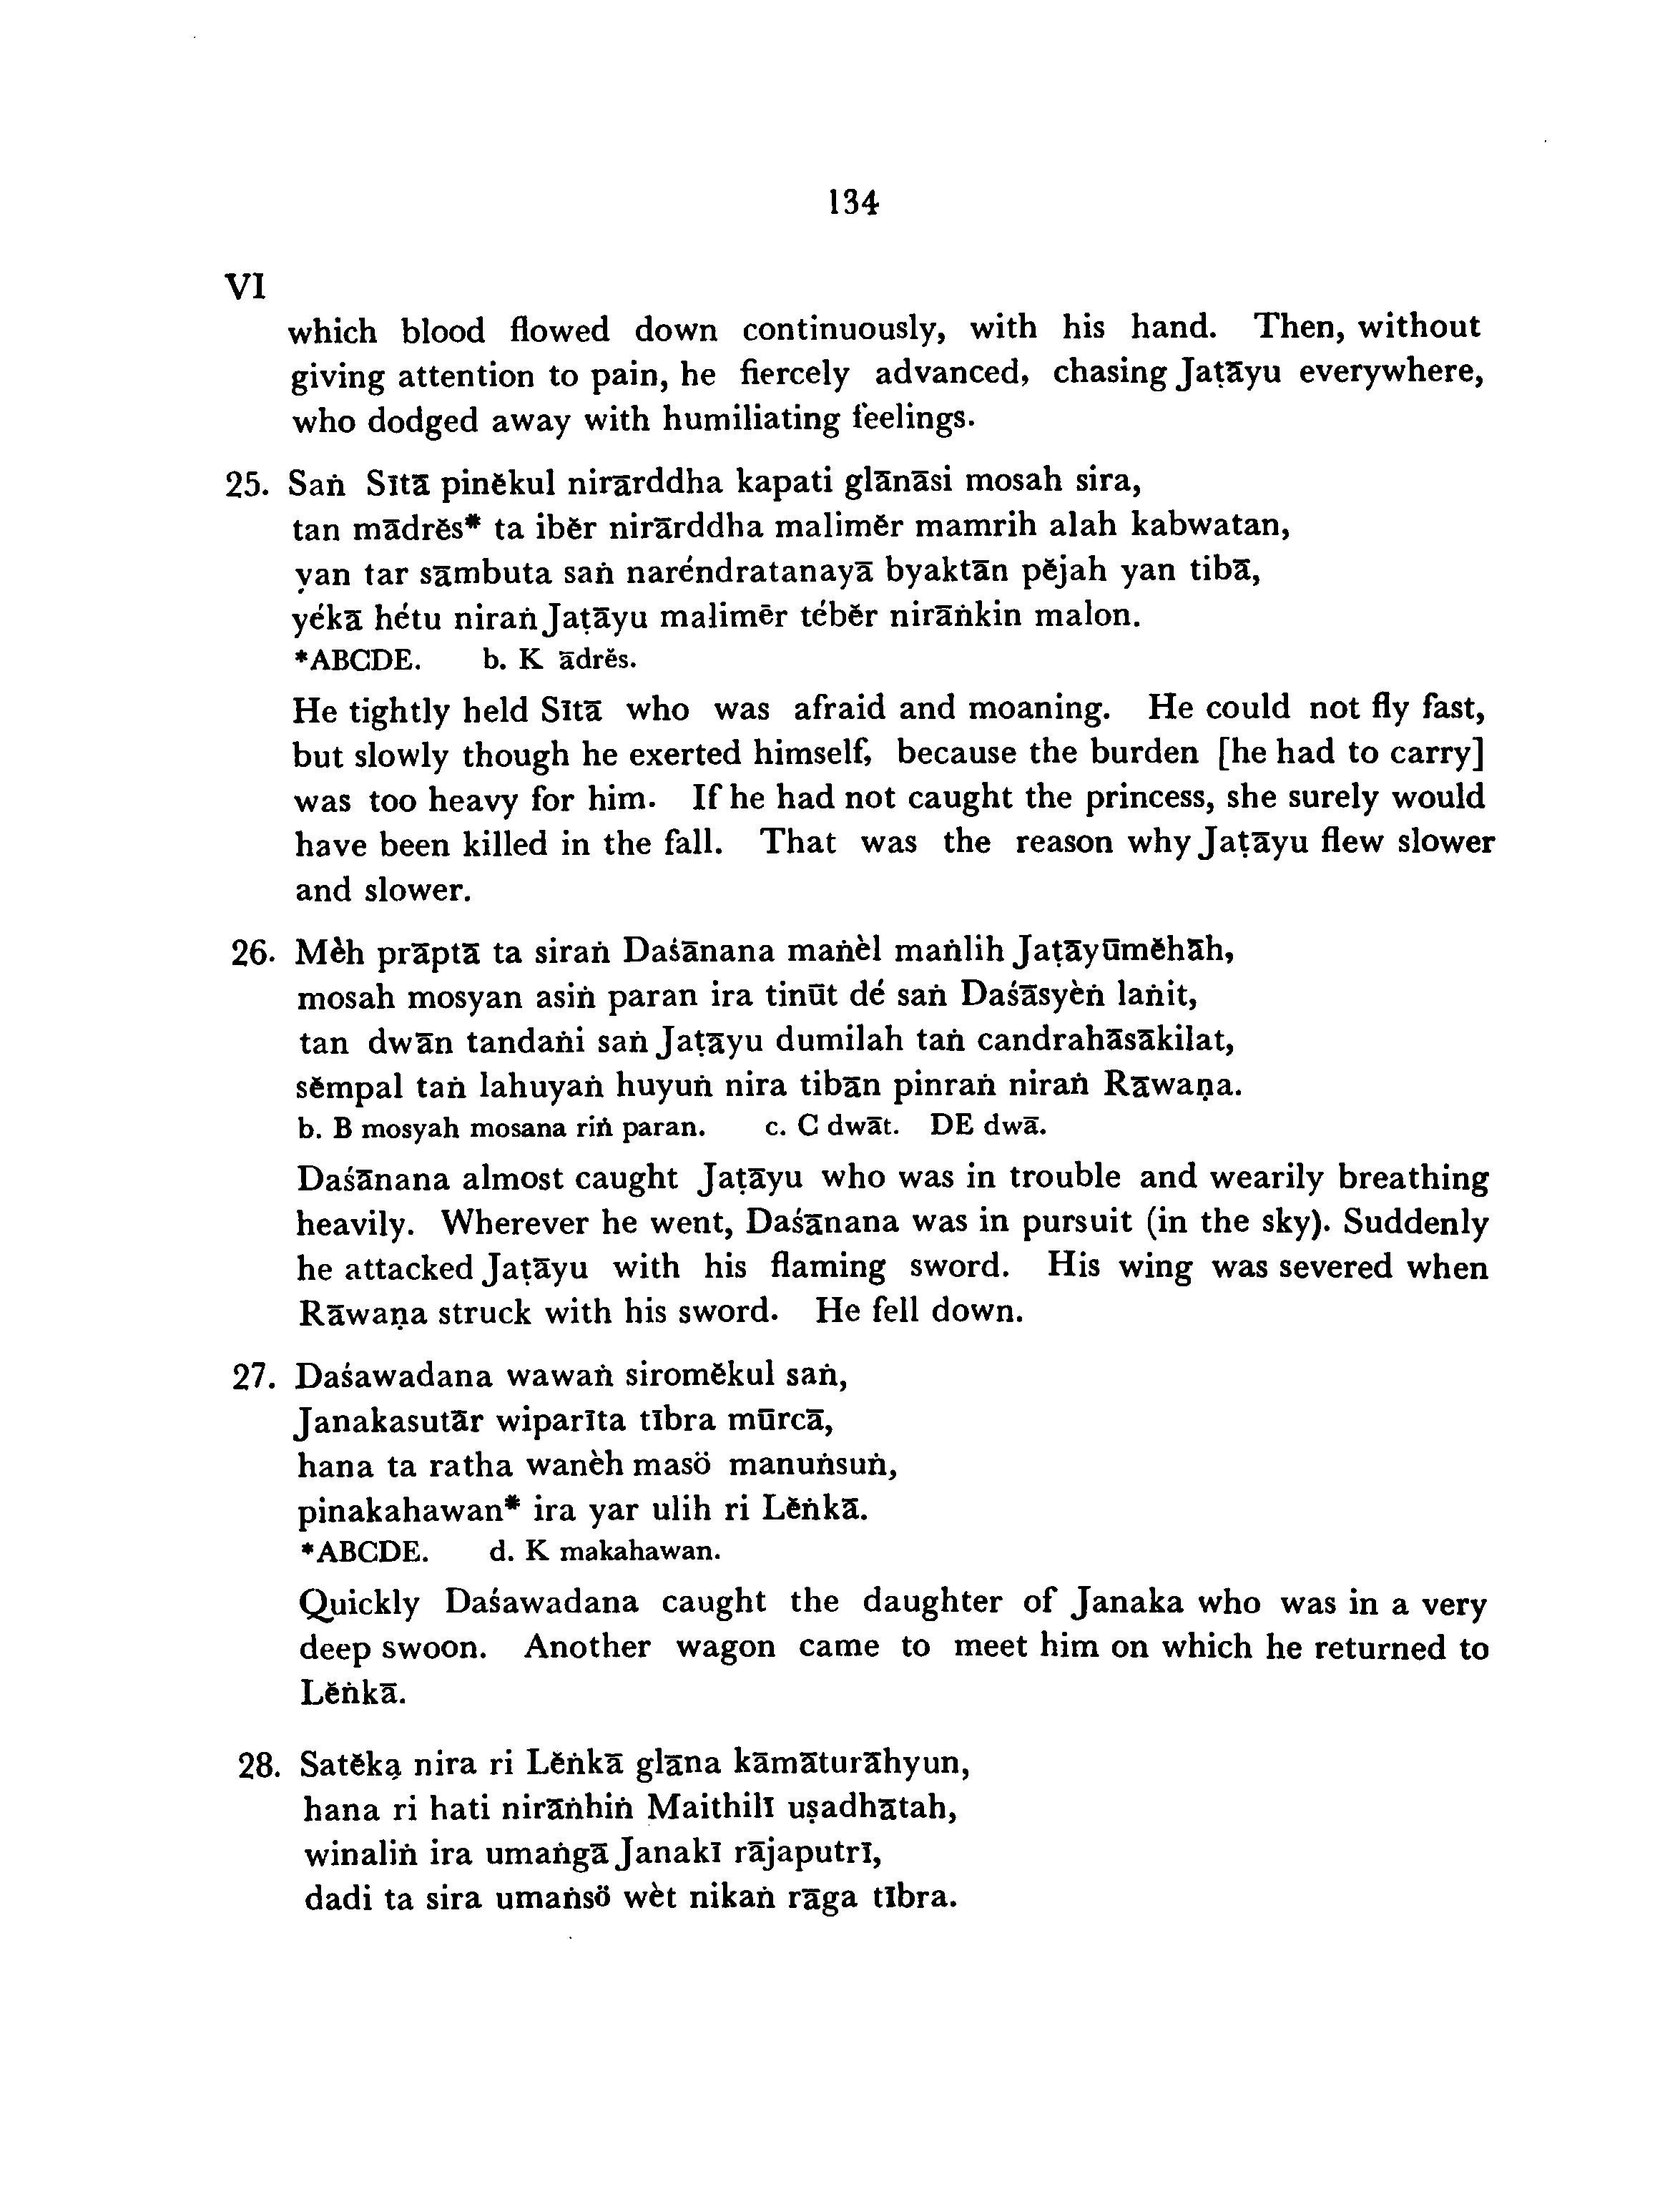 134
VI
which blood flowed down continuously, with his hand. Then, without
giving attention to pain, he fiercely advanced, chasing Jaṭāyu everywhere,
who dodged away with humiliating feelings.
25. Saṅ Sītā pinĕkul nirārddha kapati glānāsi mosah sira,
tan mādrĕs* ta ibĕr nirārddha malimĕr mamrih alah kabwatan,
yan tar sāmbuta saṅ naréndratanayā byaktān pĕjah yan tibā,
yékā hétu niraṅ Jaṭāyu malimēr tébĕr nirāṅkin malon.
*ABCDE. b. K ādrĕs.
He tightly held Sītā who was afraid and moaning. He could not fly fast,
but slowly though he exerted himself, because the burden [he had to carry]
was too heavy for him. If he had not caught the princess, she surely would
have been killed in the fall. That was the reason why Jaṭāyu flew slower
and slower.
26. Mèh prāptā ta siraṅ Daśānana maṅèl maṅlih Jaṭāyūmĕhāh,
mosah mosyan asiṅ paran ira tinūt dé saṅ Daśāsyèṅ laṅit,
tan dwān tandaṅi saṅ Jaṭāyu dumilah taṅ candrahāsākilat,
sĕmpal taṅ lahuyaṅ huyuṅ nira tibān pinraṅ niraṅ Rāwaṇa.
b. B mosyah mosana riṅ paran. c. C dwāt. DE dwā.
Daśānana almost caught Jaṭāyu who was in trouble and wearily breathing
heavily. Wherever he went, Daśānana was in pursuit (in the sky). Suddenly
he attacked Jaṭāyu with his flaming sword. His wing was severed when
Rāwaṇa struck with his sword. He fell down.
27. Daśawadana wawaṅ siromĕkul saṅ,
Janakasutār wiparīta tībra mūrcā,
hana ta ratha wanèh masö manuṅsuṅ,
pinakahawan* ira yar ulih ri Lĕṅkā.
*ABCDE. d. K makahawan.
Quickly Daśawadana caught the daughter of Janaka who was in a very
deep swoon. Another wagon came to meet him on which he returned to
Lĕṅkā.
28. Satĕkạ nira ri Lĕṅkā glāna kāmāturāhyun,
hana ri hati nirāṅhiṅ Maithilī uṣadhātah,
winaliṅ ira umaṅgā Janakī rājaputrī,
dadi ta sira umaṅsö wèt nikaṅ rāga tībra.